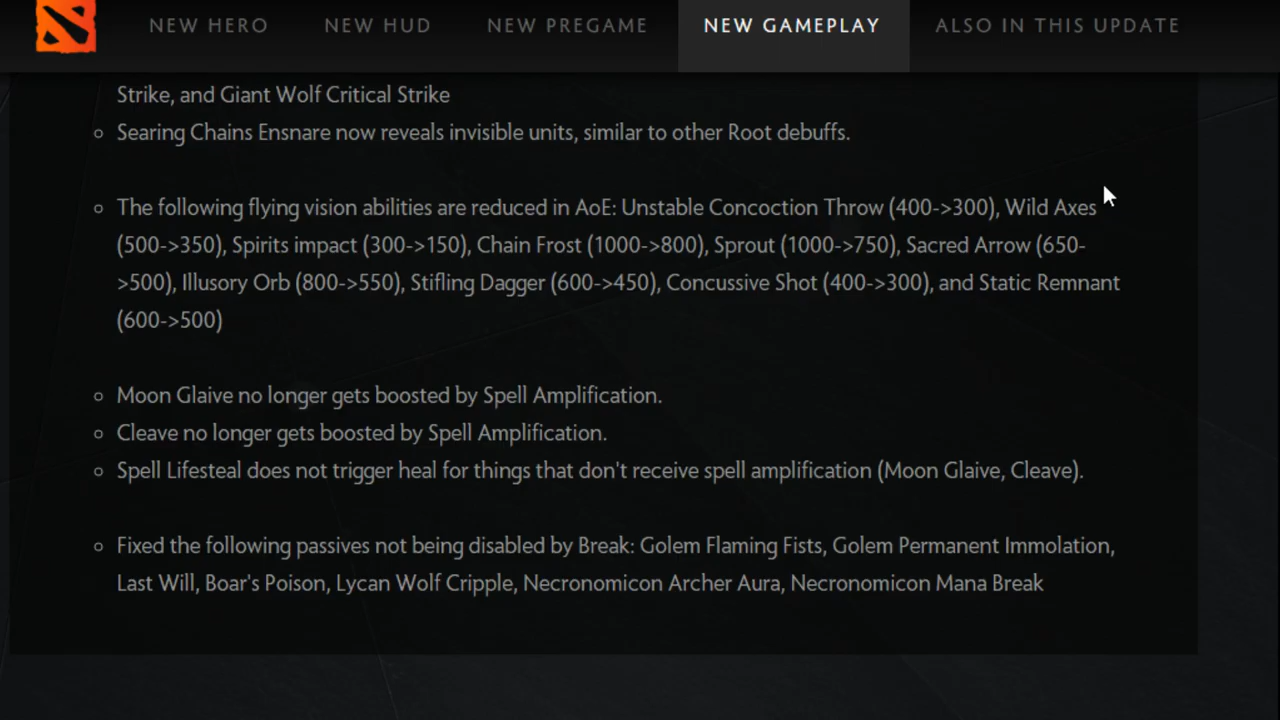 NEW HERO NEW HUD NEW PREGAME NEW GAMEPLAY ALSO IN THIS UPDATE
Strike, and Giant Wolf Critical Strike
Searing Chains Ensnare now reveals invisible units, similar to other Root debuffs.
The following flying vision abilities are reduced in AoE: Unstable Concoction Throw (400->300), Wild Axes
(500->350), Spirits impact (300->150), Chain Frost (1000->800), Sprout (1000->750), Sacred Arrow (650-
>500), Illusory Orb (800->550), Stifling Dagger (600->450), Concussive Shot (400->300), and Static Remnant
(600->500)
Moon Glaive no longer gets boosted by Spell Amplification.
Cleave no longer gets boosted by Spell Amplification.
Spell Lifesteal does not trigger heal for things that don't receive spell amplification (Moon Glaive, Cleave).
Fixed the following passives not being disabled by Break: Golem Flaming Fists, Golem Permanent Immolation,
Last Will, Boar's Poison, Lycan Wolf Cripple, Necronomicon Archer Aura, Necronomicon Mana Break